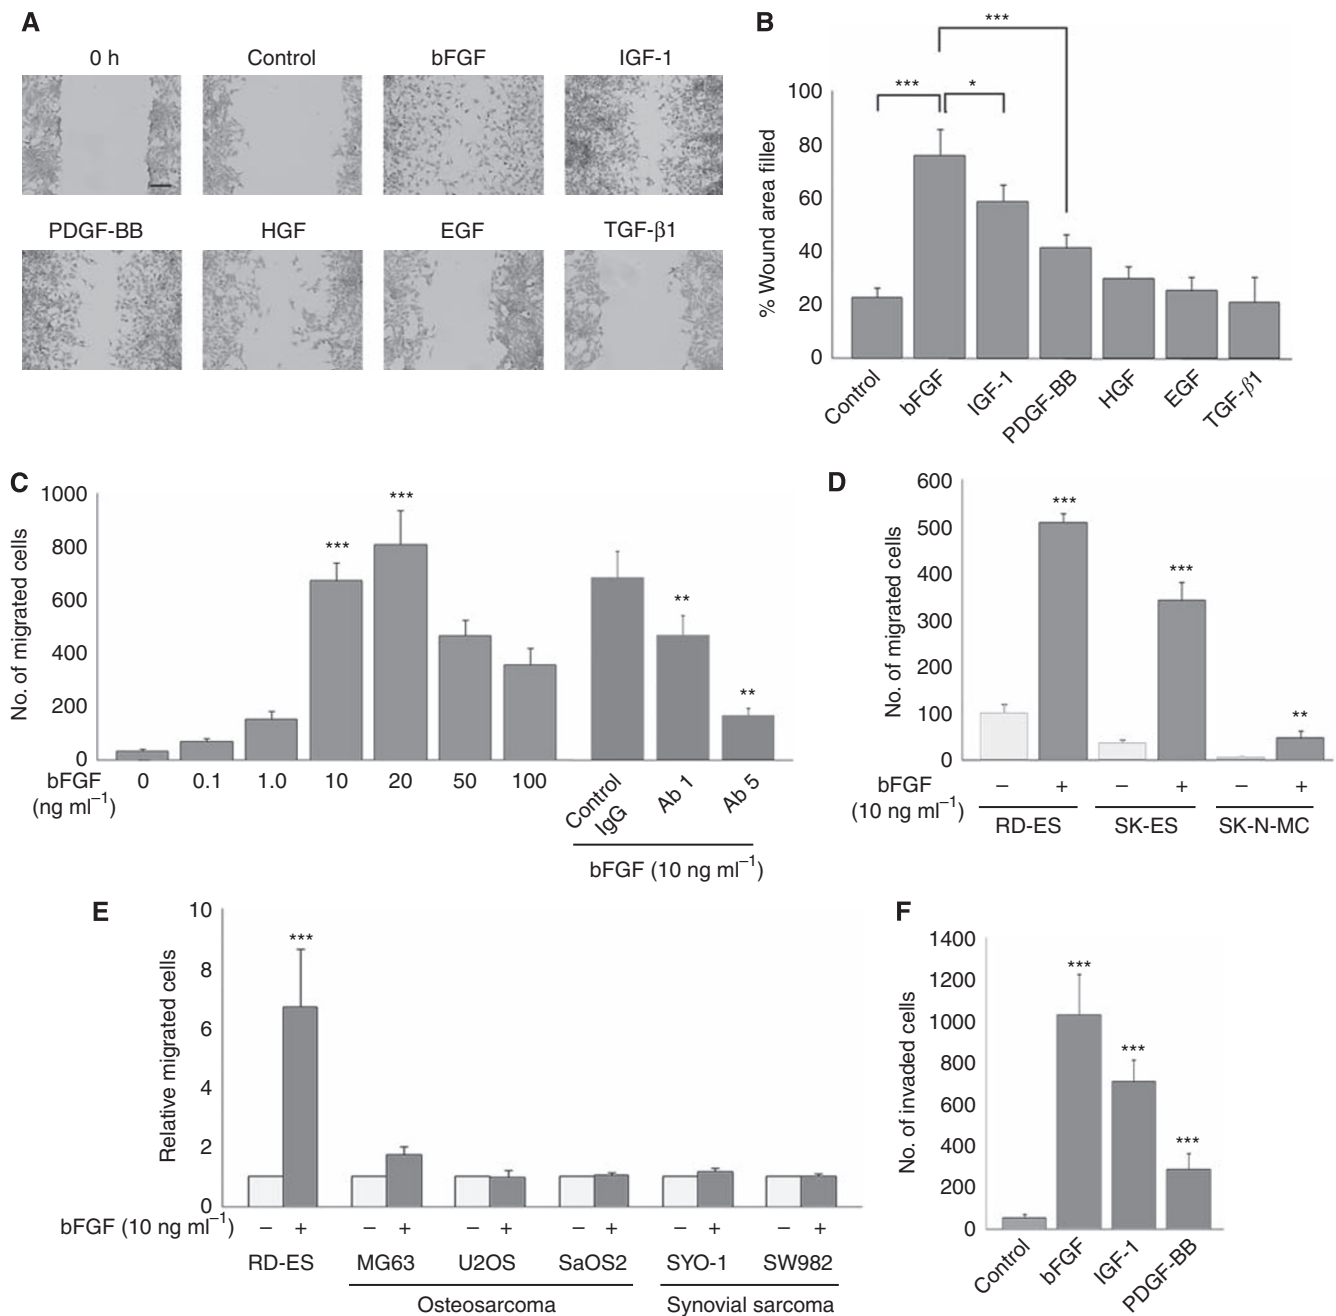 A
0 h Control bFGF IGF-1
PDGF-BB HGF EGF TGF-β1
B
***
*** *
100
80
60
40
20
0
% Wound area filled
Control bFGF IGF-1 PDGF-BB HGF EGF TGF-β1
C
1000
800
600
400
200
0
No. of migrated cells
*** *** ** **
bFGF 0 0.1 1.0 10 20 50 100
(ng ml⁻¹)
Control IgG Ab 1 Ab 5
bFGF (10 ng ml⁻¹)
D
600
500
400
300
200
100
0
No. of migrated cells
*** *** **
bFGF – + – + – +
(10 ng ml⁻¹)
RD-ES SK-ES SK-N-MC
E
10
8
6
4
2
0
Relative migrated cells
***
bFGF (10 ng ml⁻¹) – + – + – + – + – + – +
RD-ES MG63 U2OS SaOS2 SYO-1 SW982
Osteosarcoma Synovial sarcoma
F
1400
1200
1000
800
600
400
200
0
No. of invaded cells
*** *** ***
Control bFGF IGF-1 PDGF-BB